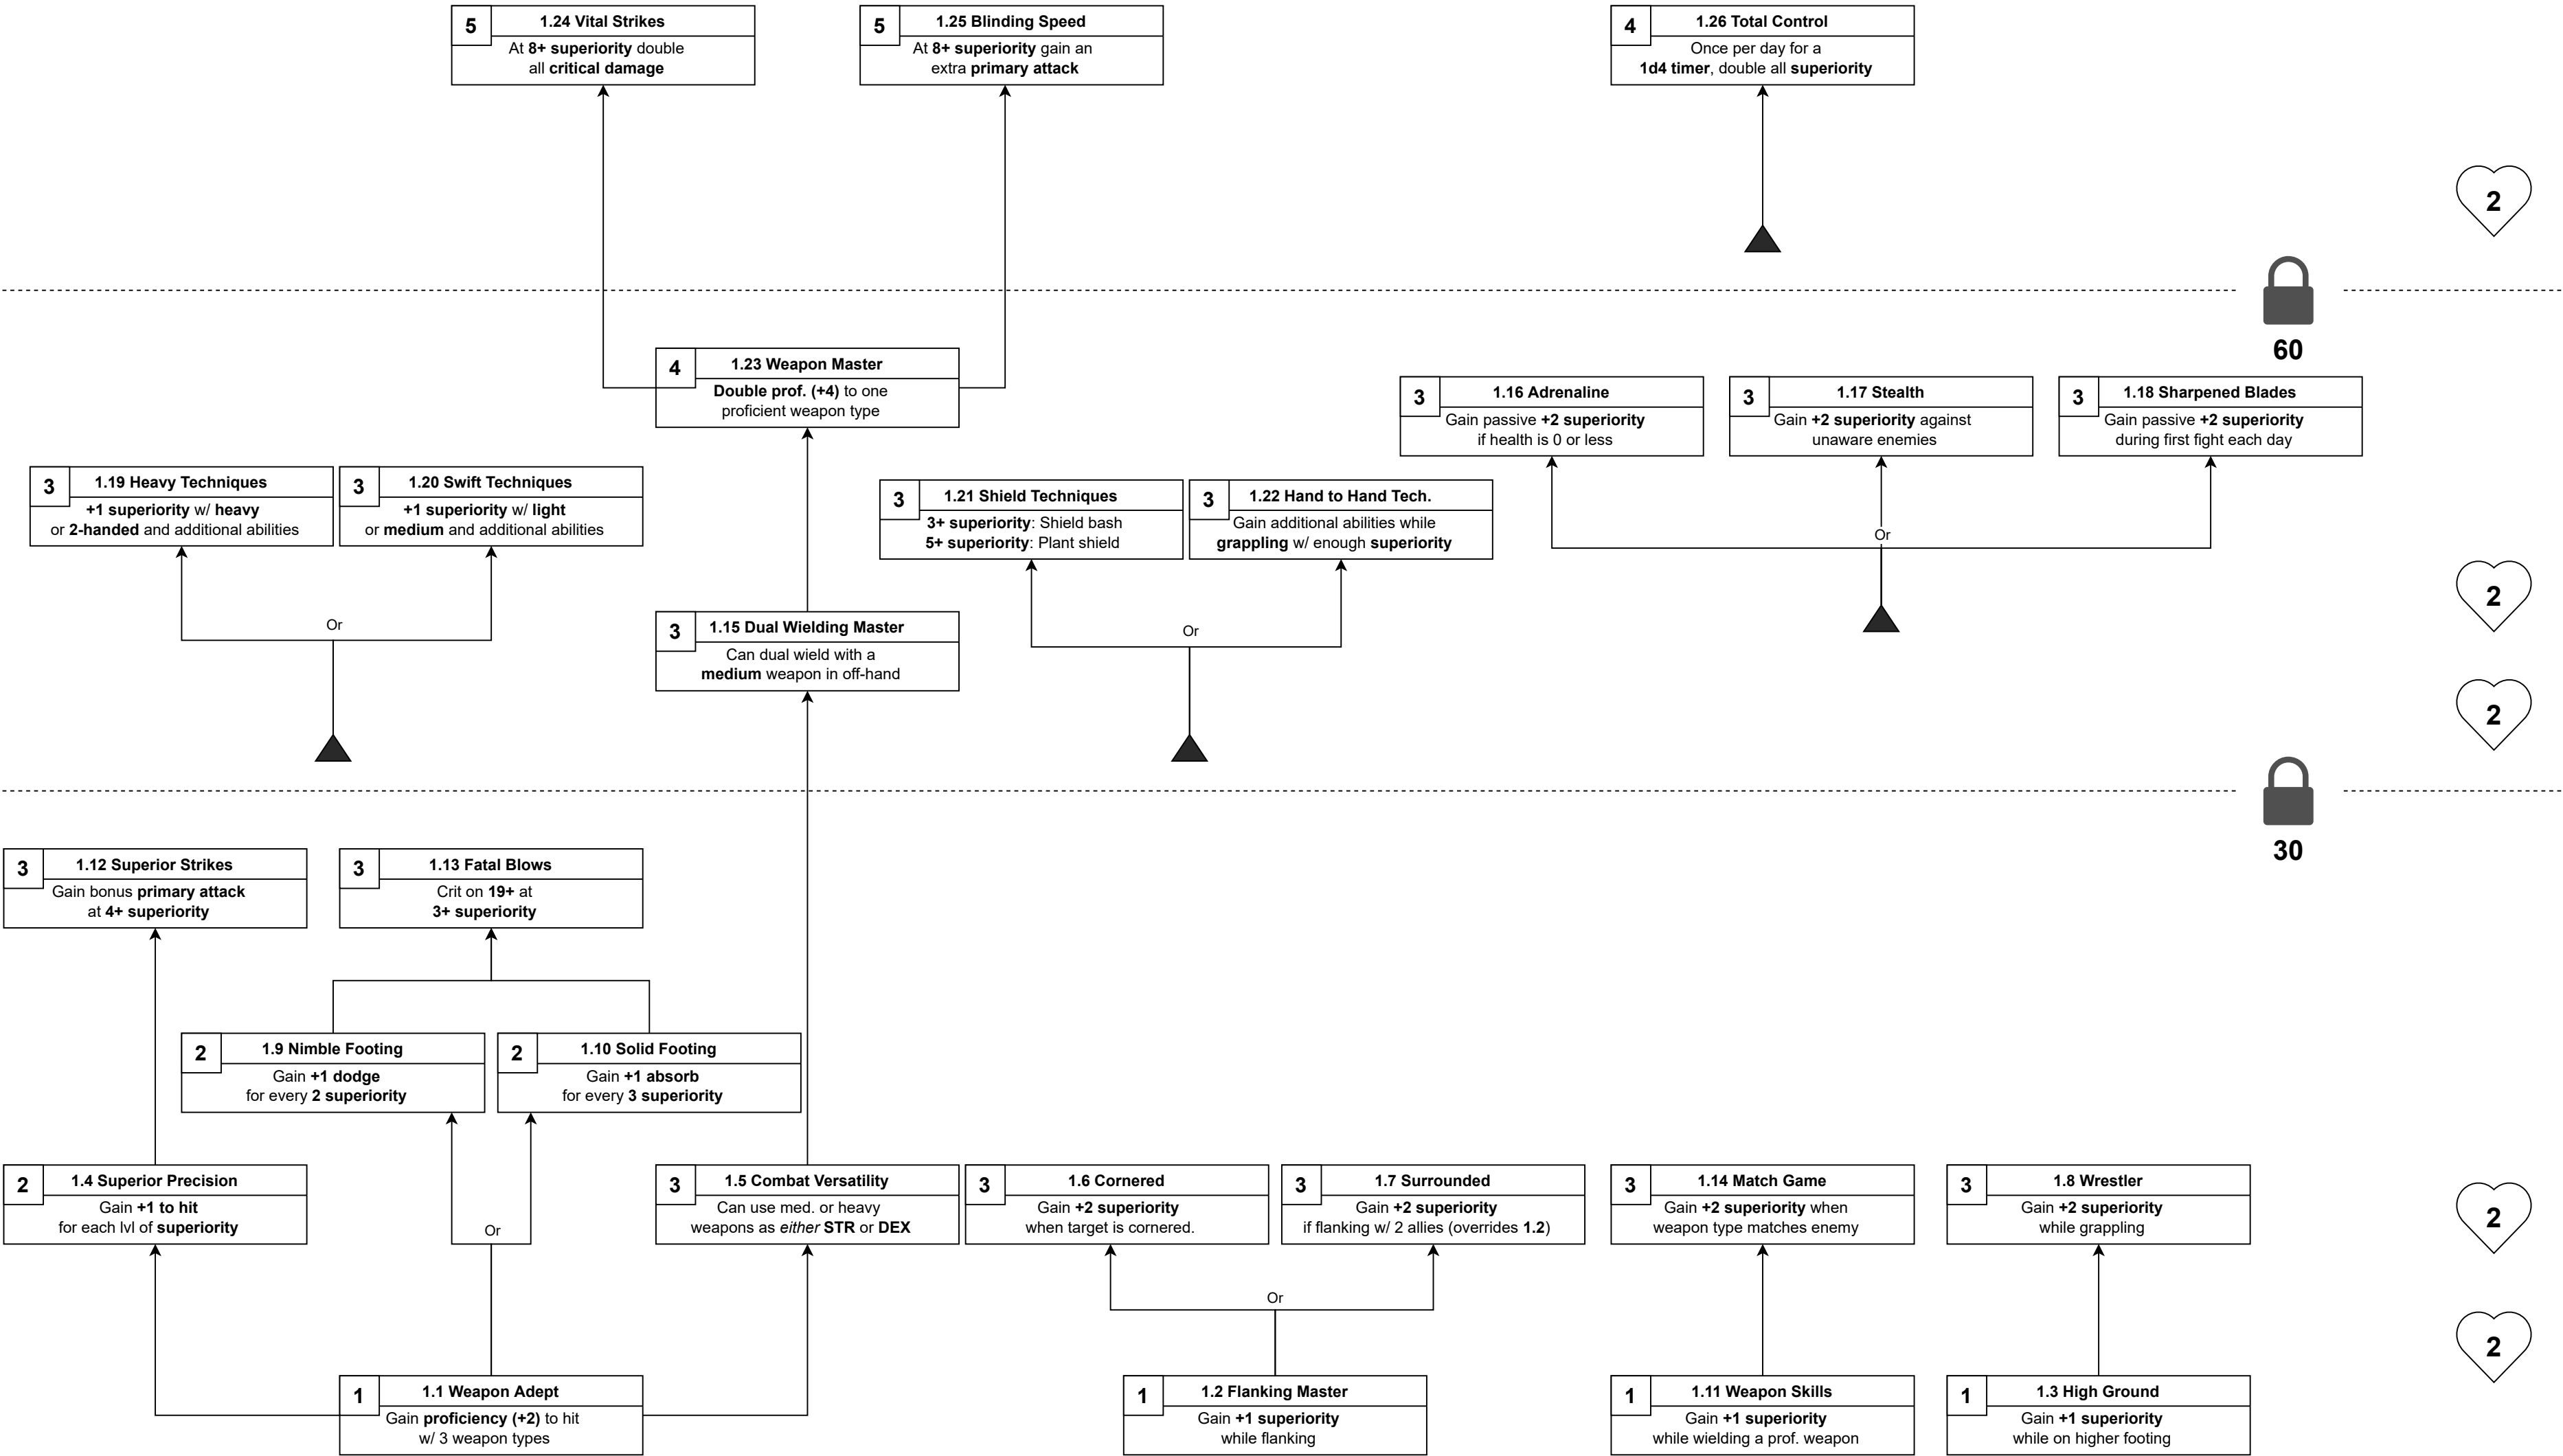 5
1.24 Vital Strikes
At 8+ superiority double
all critical damage
5
1.25 Blinding Speed
At 8+ superiority gain an
extra primary attack
4
1.26 Total Control
Once per day for a
1d4 timer, double all superiority
2
60
4
1.23 Weapon Master
Double prof. (+4) to one
proficient weapon type
3
1.16 Adrenaline
Gain passive +2 superiority
if health is 0 or less
3
1.17 Stealth
Gain +2 superiority against
unaware enemies
3
1.18 Sharpened Blades
Gain passive +2 superiority
during first fight each day
Or
3
1.19 Heavy Techniques
+1 superiority w/ heavy
or 2-handed and additional abilities
3
1.20 Swift Techniques
+1 superiority w/ light
or medium and additional abilities
Or
3
1.21 Shield Techniques
3+ superiority: Shield bash
5+ superiority: Plant shield
3
1.22 Hand to Hand Tech.
Gain additional abilities while
grappling w/ enough superiority
Or
2
3
1.15 Dual Wielding Master
Can dual wield with a
medium weapon in off-hand
2
30
3
1.12 Superior Strikes
Gain bonus primary attack
at 4+ superiority
3
1.13 Fatal Blows
Crit on 19+ at
3+ superiority
2
1.9 Nimble Footing
Gain +1 dodge
for every 2 superiority
2
1.10 Solid Footing
Gain +1 absorb
for every 3 superiority
2
1.4 Superior Precision
Gain +1 to hit
for each lvl of superiority
Or
3
1.5 Combat Versatility
Can use med. or heavy
weapons as either STR or DEX
3
1.6 Cornered
Gain +2 superiority
when target is cornered.
3
1.7 Surrounded
Gain +2 superiority
if flanking w/ 2 allies (overrides 1.2)
Or
3
1.14 Match Game
Gain +2 superiority when
weapon type matches enemy
3
1.8 Wrestler
Gain +2 superiority
while grappling
2
2
1
1.1 Weapon Adept
Gain proficiency (+2) to hit
w/ 3 weapon types
1
1.2 Flanking Master
Gain +1 superiority
while flanking
1
1.11 Weapon Skills
Gain +1 superiority
while wielding a prof. weapon
1
1.3 High Ground
Gain +1 superiority
while on higher footing